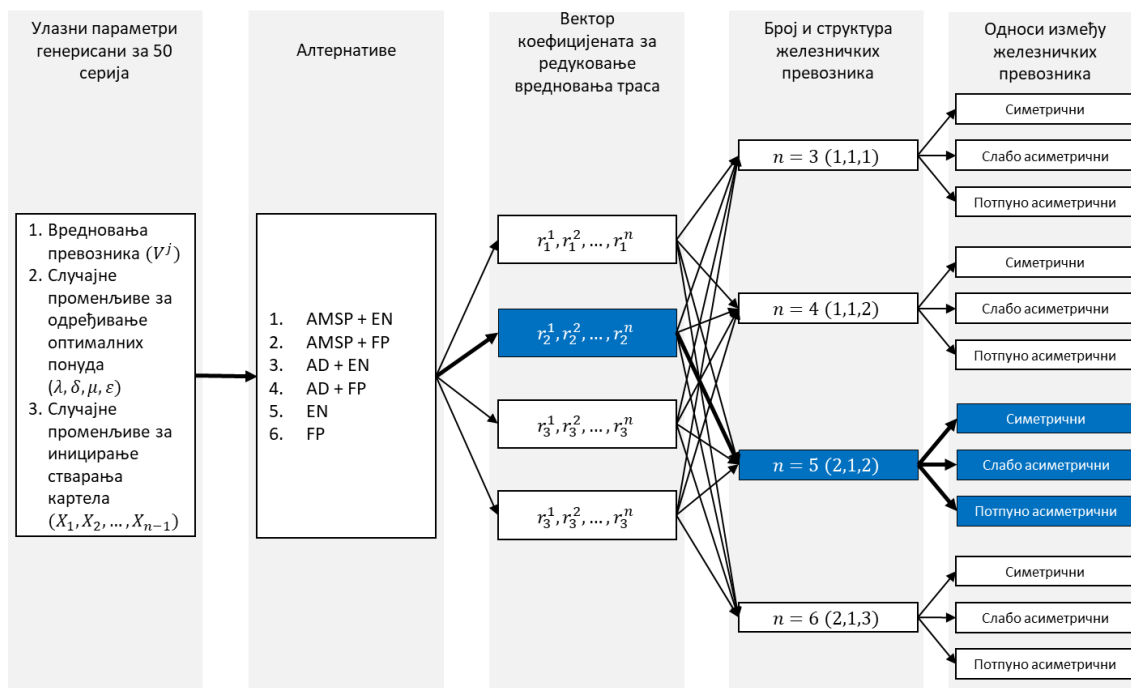 Улазни параметри
генерисани за 50
серија
Алтернативе
Вектор
коефицијената за
редуковање
вредновања траса
Број и структура
железничких
превозника
Односи између
железничких
превозника
1. Вредновања
превозника (V^j)
2. Случајне
променљиве за
одређивање
оптималних
понуда
(λ, δ, μ, ε)
3. Случајне
променљиве за
иницирање
стварања
картела
(X_1, X_2, … , X_{n-1})
1. AMSP + EN
2. AMSP + FP
3. AD + EN
4. AD + FP
5. EN
6. FP
r_1^1, r_1^2, … , r_1^n
r_2^1, r_2^2, … , r_2^n
r_3^1, r_3^2, … , r_3^n
r_3^1, r_3^2, … , r_3^n
n = 3 (1,1,1)
n = 4 (1,1,2)
n = 5 (2,1,2)
n = 6 (2,1,3)
Симетрични
Слабо асиметрични
Потпуно асиметрични
Симетрични
Слабо асиметрични
Потпуно асиметрични
Симетрични
Слабо асиметрични
Потпуно асиметрични
Симетрични
Слабо асиметрични
Потпуно асиметрични